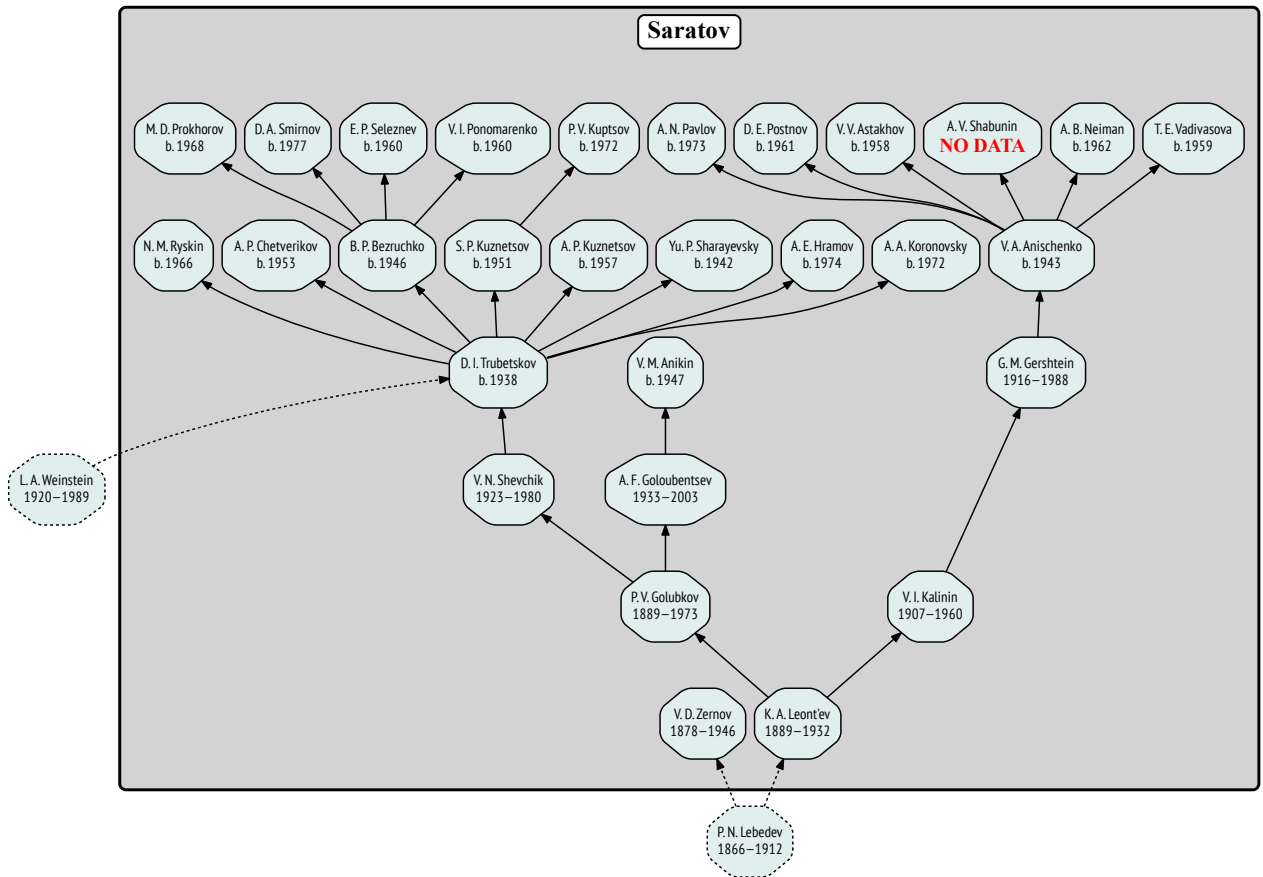 Saratov
M. D. Prokhorov
b. 1968
D. A. Smirnov
b. 1977
E. P. Seleznev
b. 1960
V. I. Ponomarenko
b. 1960
P. V. Kuptsov
b. 1972
A. N. Pavlov
b. 1973
D. E. Postnov
b. 1961
V. V. Astakhov
b. 1958
A. V. Shabunin
NO DATA
A. B. Neiman
b. 1962
T. E. Vadivasova
b. 1959
N. M. Ryskin
b. 1966
A. P. Chetverikov
b. 1953
B. P. Bezruchko
b. 1946
S. P. Kuznetsov
b. 1951
A. P. Kuznetsov
b. 1957
Yu. P. Sharayevsky
b. 1942
A. E. Hramov
b. 1974
A. A. Koronovsky
b. 1972
V. A. Anischenko
b. 1943
D. I. Trubetskov
b. 1938
V. M. Anikin
b. 1947
G. M. Gershtein
1916–1988
L. A. Weinstein
1920–1989
V. N. Shevchik
1923–1980
A. F. Goloubentsev
1933–2003
P. V. Golubkov
1889–1973
V. I. Kalinin
1907–1960
V. D. Zernov
1878–1946
K. A. Leont'ev
1889–1932
P. N. Lebedev
1866–1912